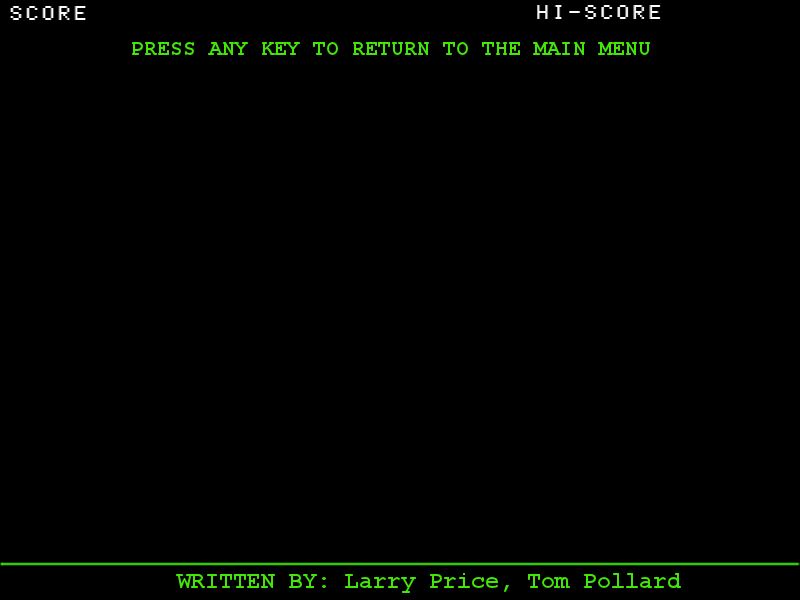 SCORE HI-SCORE
PRESS ANY KEY TO RETURN TO THE MAIN MENU
WRITTEN BY: Larry Price, Tom Pollard